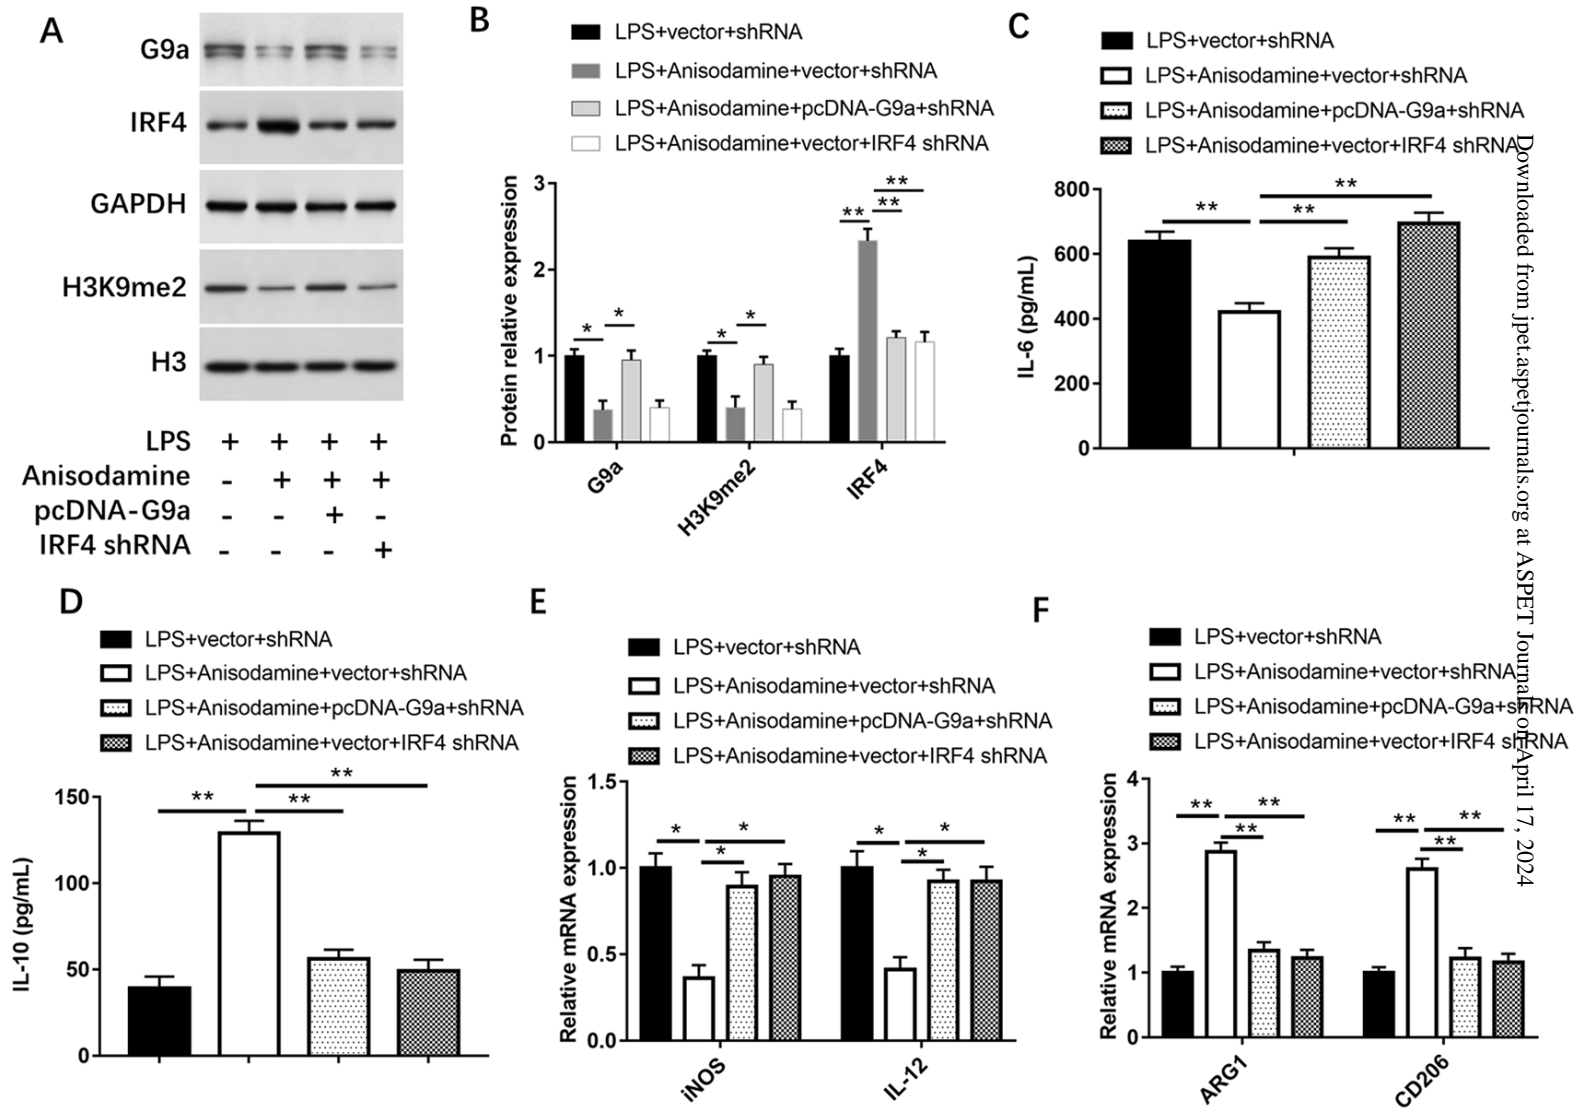 A
G9a
IRF4
GAPDH
H3K9me2
H3
LPS + + + +
Anisodamine - + + +
pcDNA-G9a - - + -
IRF4 shRNA - - - +
B
LPS+vector+shRNA
LPS+Anisodamine+vector+shRNA
LPS+Anisodamine+pcDNA-G9a+shRNA
LPS+Anisodamine+vector+IRF4 shRNA
Protein relative expression
3
2
1
0
* * * * ** ** **
G9a H3K9me2 IRF4
C
LPS+vector+shRNA
LPS+Anisodamine+vector+shRNA
LPS+Anisodamine+pcDNA-G9a+shRNA
LPS+Anisodamine+vector+IRF4 shRNA
IL-6 (pg/mL)
800
600
400
200
0
** ** **
D
LPS+vector+shRNA
LPS+Anisodamine+vector+shRNA
LPS+Anisodamine+pcDNA-G9a+shRNA
LPS+Anisodamine+vector+IRF4 shRNA
IL-10 (pg/mL)
150
100
50
0
** ** **
E
LPS+vector+shRNA
LPS+Anisodamine+vector+shRNA
LPS+Anisodamine+pcDNA-G9a+shRNA
LPS+Anisodamine+vector+IRF4 shRNA
Relative mRNA expression
1.5
1.0
0.5
0.0
* * * * * *
iNOS IL-12
F
LPS+vector+shRNA
LPS+Anisodamine+vector+shRNA
LPS+Anisodamine+pcDNA-G9a+shRNA
LPS+Anisodamine+vector+IRF4 shRNA
Relative mRNA expression
4
3
2
1
0
** ** ** ** ** **
ARG1 CD206
Downloaded from jpet.aspetjournals.org at ASPET Journals on April 17, 2024